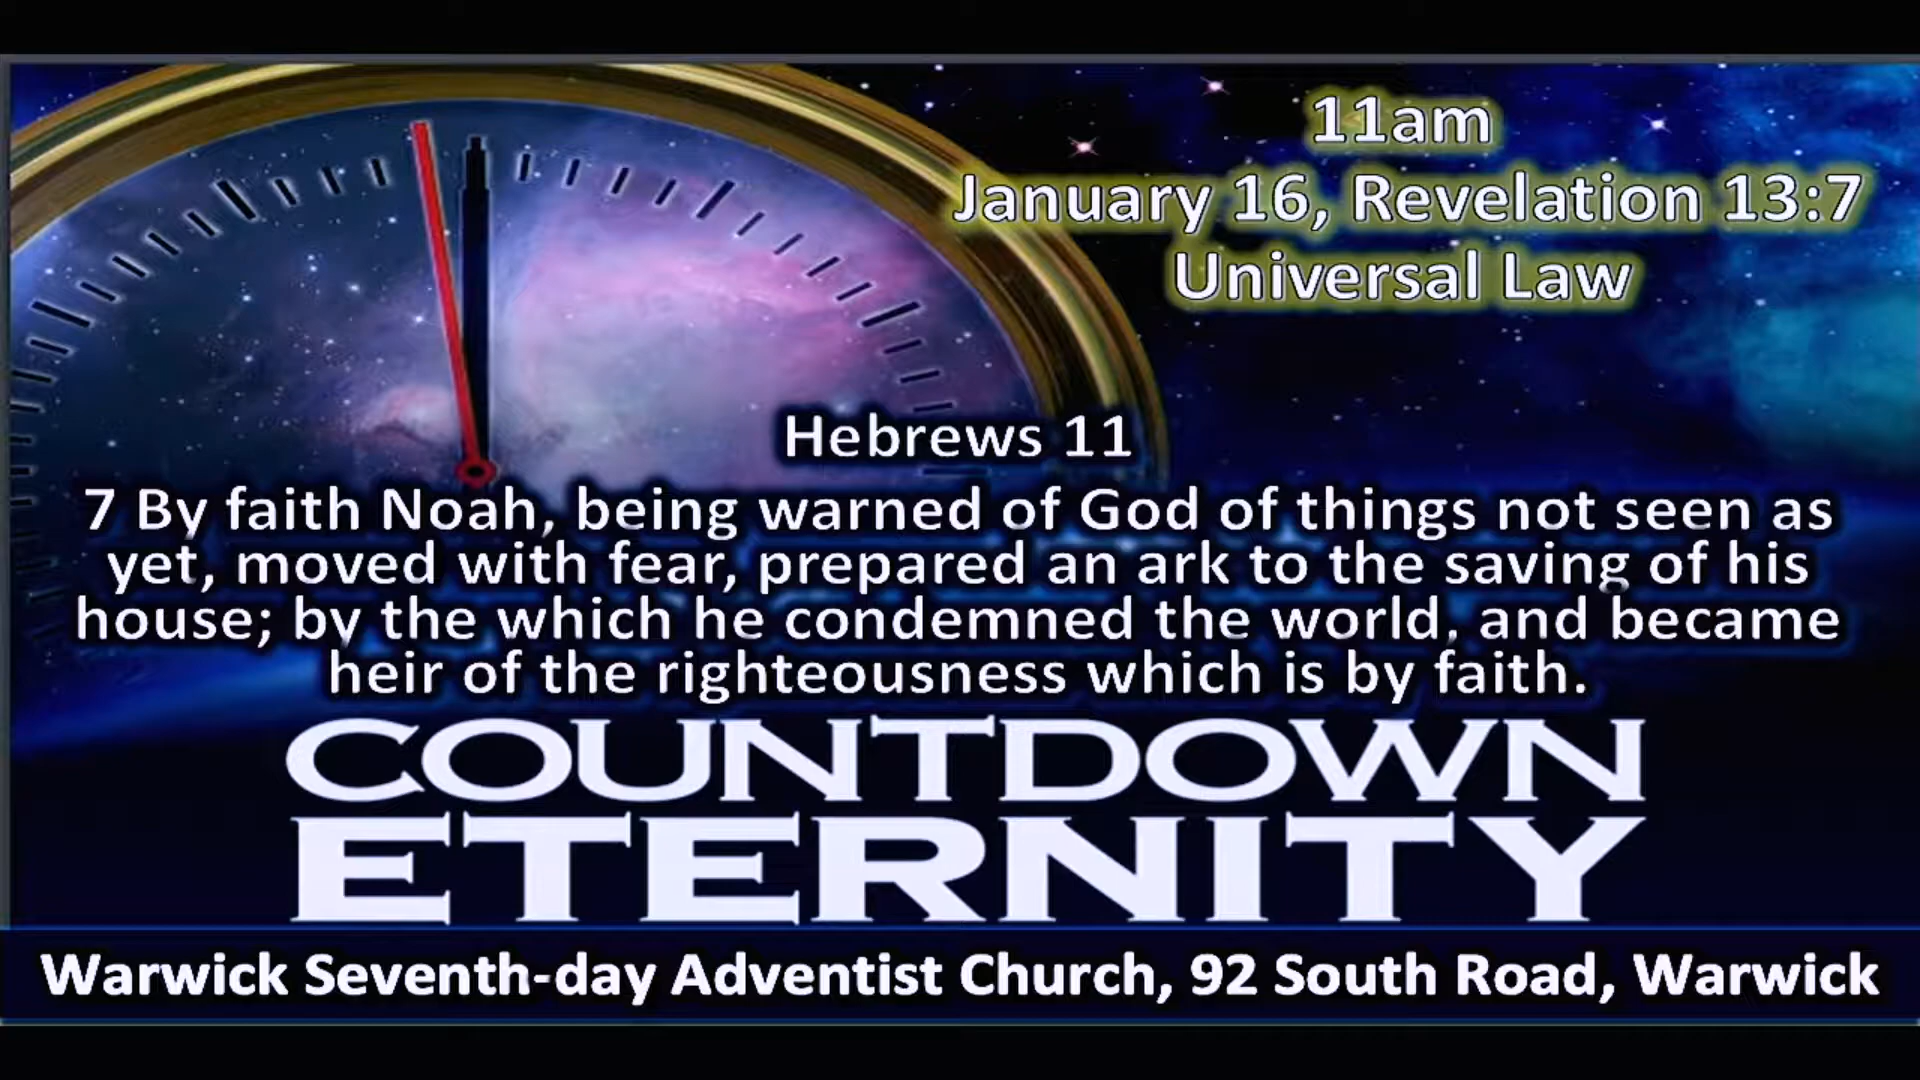 11am
January 16, Revelation 13:7
Universal Law
Hebrews 11
7 By faith Noah, being warned of God of things not seen as
yet, moved with fear, prepared an ark to the saving of his
house; by the which he condemned the world, and became
heir of the righteousness which is by faith.
COUNTDOWN
ETERNITY
Warwick Seventh-day Adventist Church, 92 South Road, Warwick